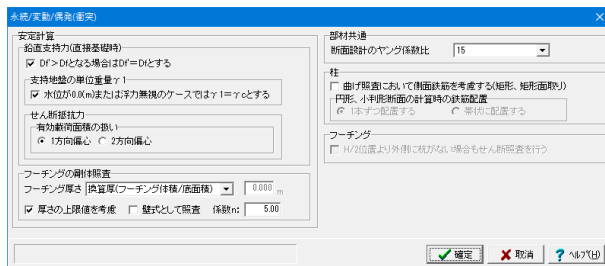 永続/変動/偶発(衝突)
安定計算
鉛直支持力(直接基礎時)
Df'>Dfとなる場合はDf'=Dfとする
支持地盤の単位重量γ1
水位が0.0(m)または浮力無視のケースではγ1=γcとする
せん断抵抗力
有効載荷面積の扱い
1方向偏心 2方向偏心
フーチングの剛体照査
フーチング厚さ 換算厚(フーチング体積/底面積) 0.000 m
厚さの上限値を考慮 壁式として照査 係数n: 5.00
部材共通
断面設計のヤング係数比 15
柱
曲げ照査において側面鉄筋を考慮する(矩形、矩形面取り)
円形、小判形断面の計算時の鉄筋配置
1本ずつ配置する 帯状に配置する
フーチング
H/2位置より外側に杭がない場合もせん断照査を行う
確定 取消 ? ヘルプ(H)